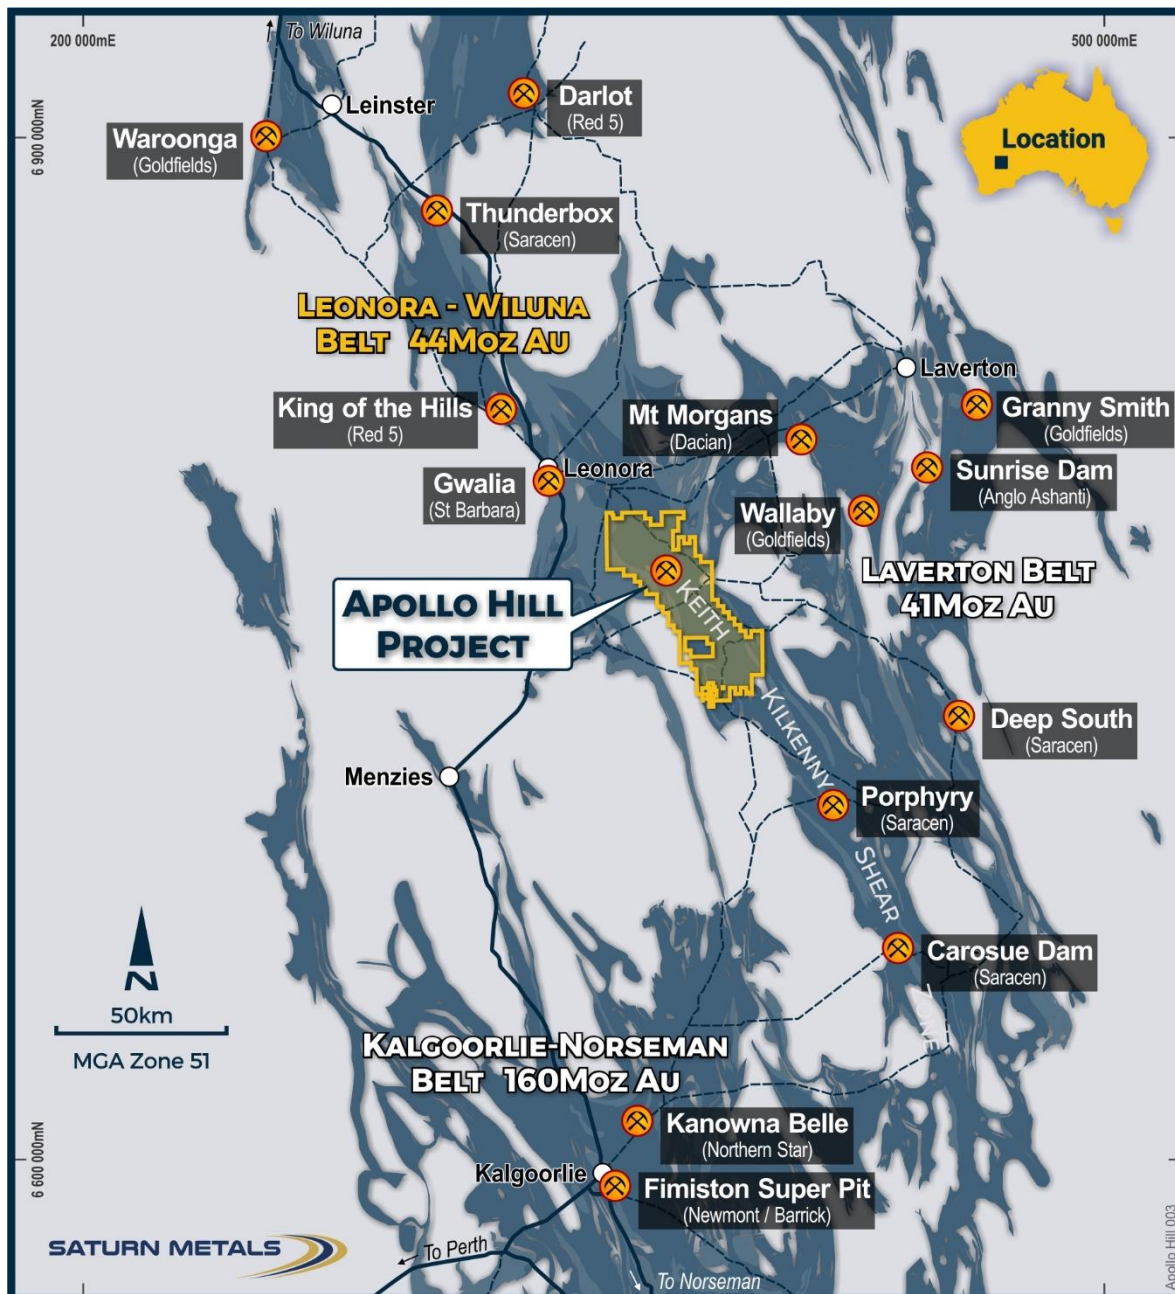 200 000mE
500 000mE
To Wiluna
Leinster
Darlot
(Red 5)
6 900 000mN
Waroonga
(Goldfields)
Location
Thunderbox
(Saracen)
LEONORA - WILUNA
BELT 44MOZ AU
Laverton
King of the Hills
(Red 5)
Mt Morgans
(Dacian)
Granny Smith
(Goldfields)
Leonora
Gwalia
(St Barbara)
Sunrise Dam
(Anglo Ashanti)
Wallaby
(Goldfields)
LAVERTON BELT
41MOZ AU
APOLLO HILL
PROJECT
KEITH
KILKENNY
SHEAR
ZONE
Deep South
(Saracen)
Menzies
Porphyry
(Saracen)
Carosue Dam
(Saracen)
N
50km
MGA Zone 51
KALGOORLIE-NORSEMAN
BELT 160MOZ AU
Kanowna Belle
(Northern Star)
6 600 000mN
Kalgoorlie
Fimiston Super Pit
(Newmont / Barrick)
SATURN METALS
To Perth
To Norseman
Apollo Hill 003